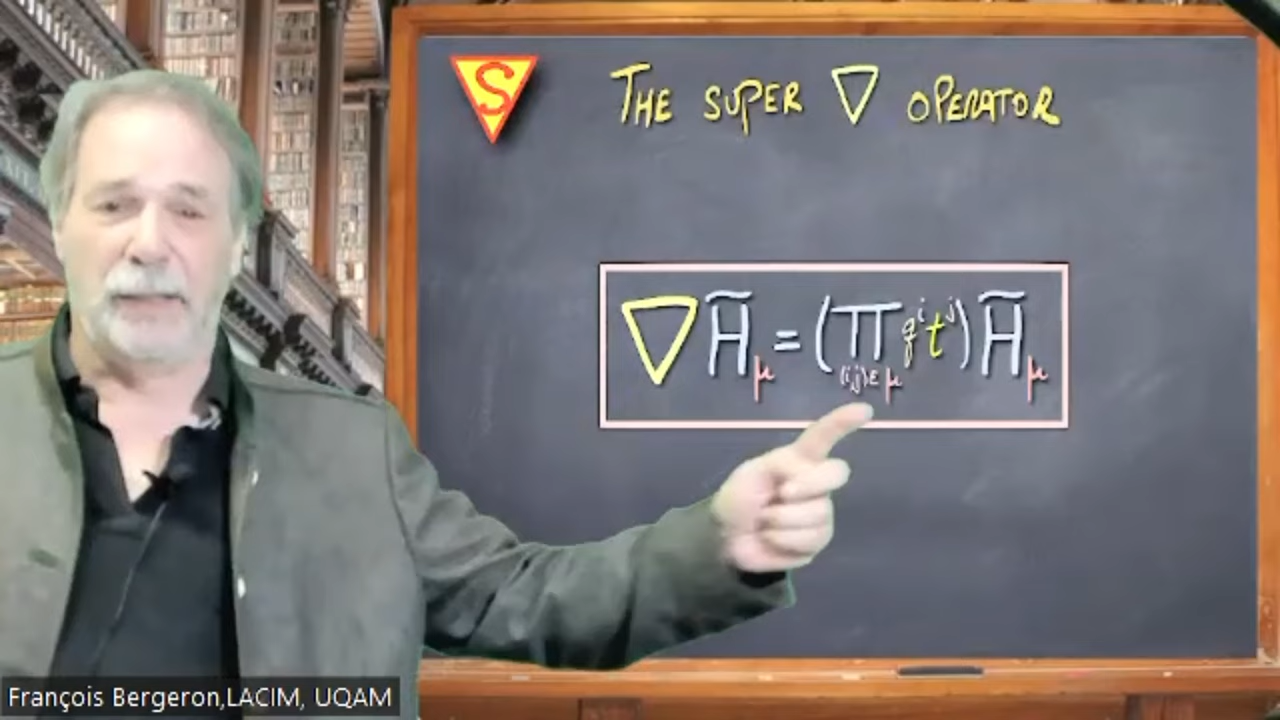 S THE SUPER ∇ OPERATOR
∇H̃_μ = (∏_{(i,j)∈μ} q^i t^j) H̃_μ
François Bergeron,LACIM, UQAM